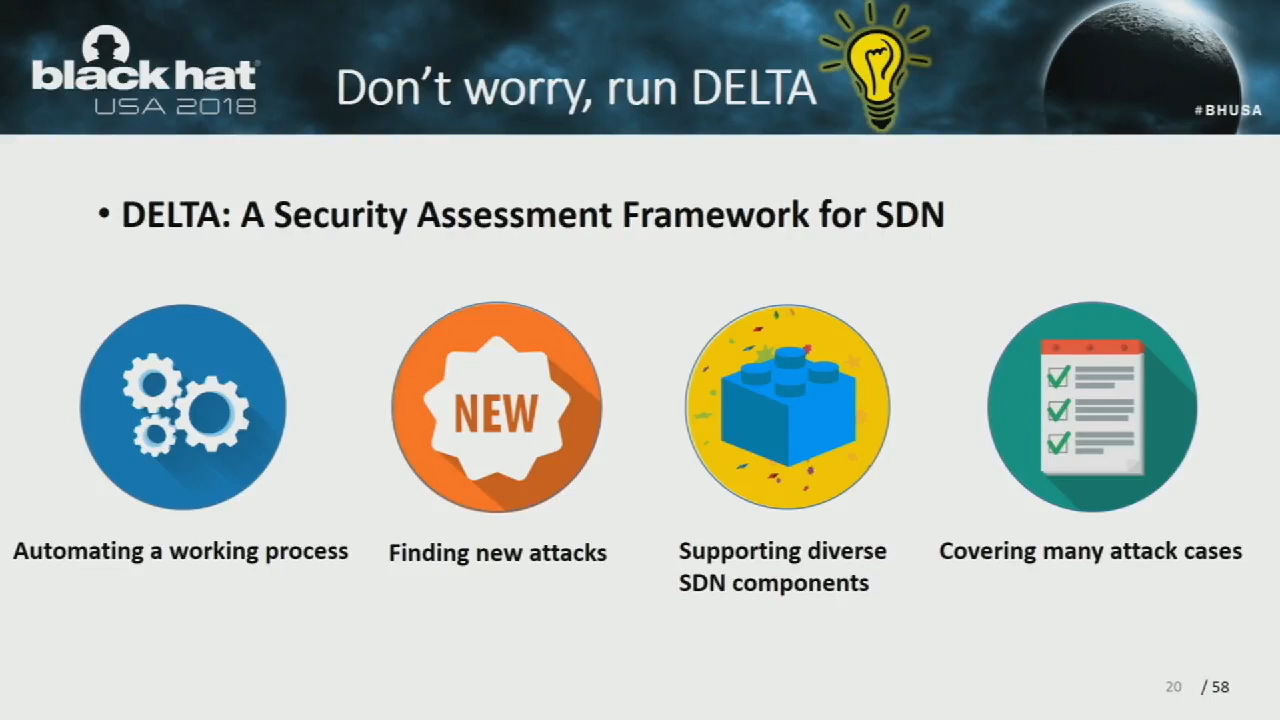 black hat
USA 2018
Don't worry, run DELTA
#BHUSA
• DELTA: A Security Assessment Framework for SDN
NEW
Automating a working process
Finding new attacks
Supporting diverse
SDN components
Covering many attack cases
20 / 58